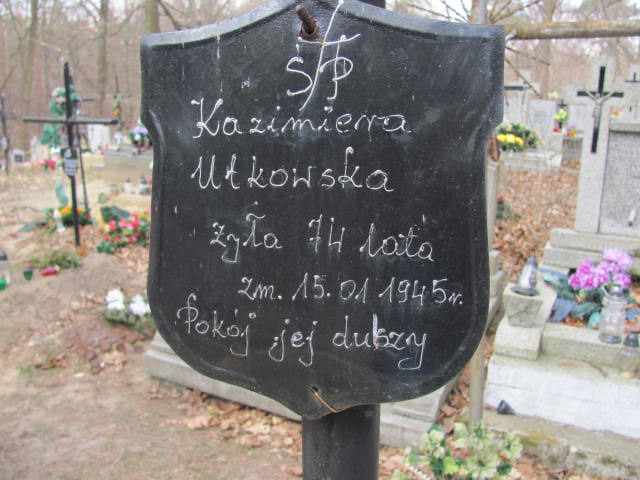 Ś P
Kazimiera
Utkowska
żyła 74 lata
zm. 15.01 1945r.
Pokój jej duszy